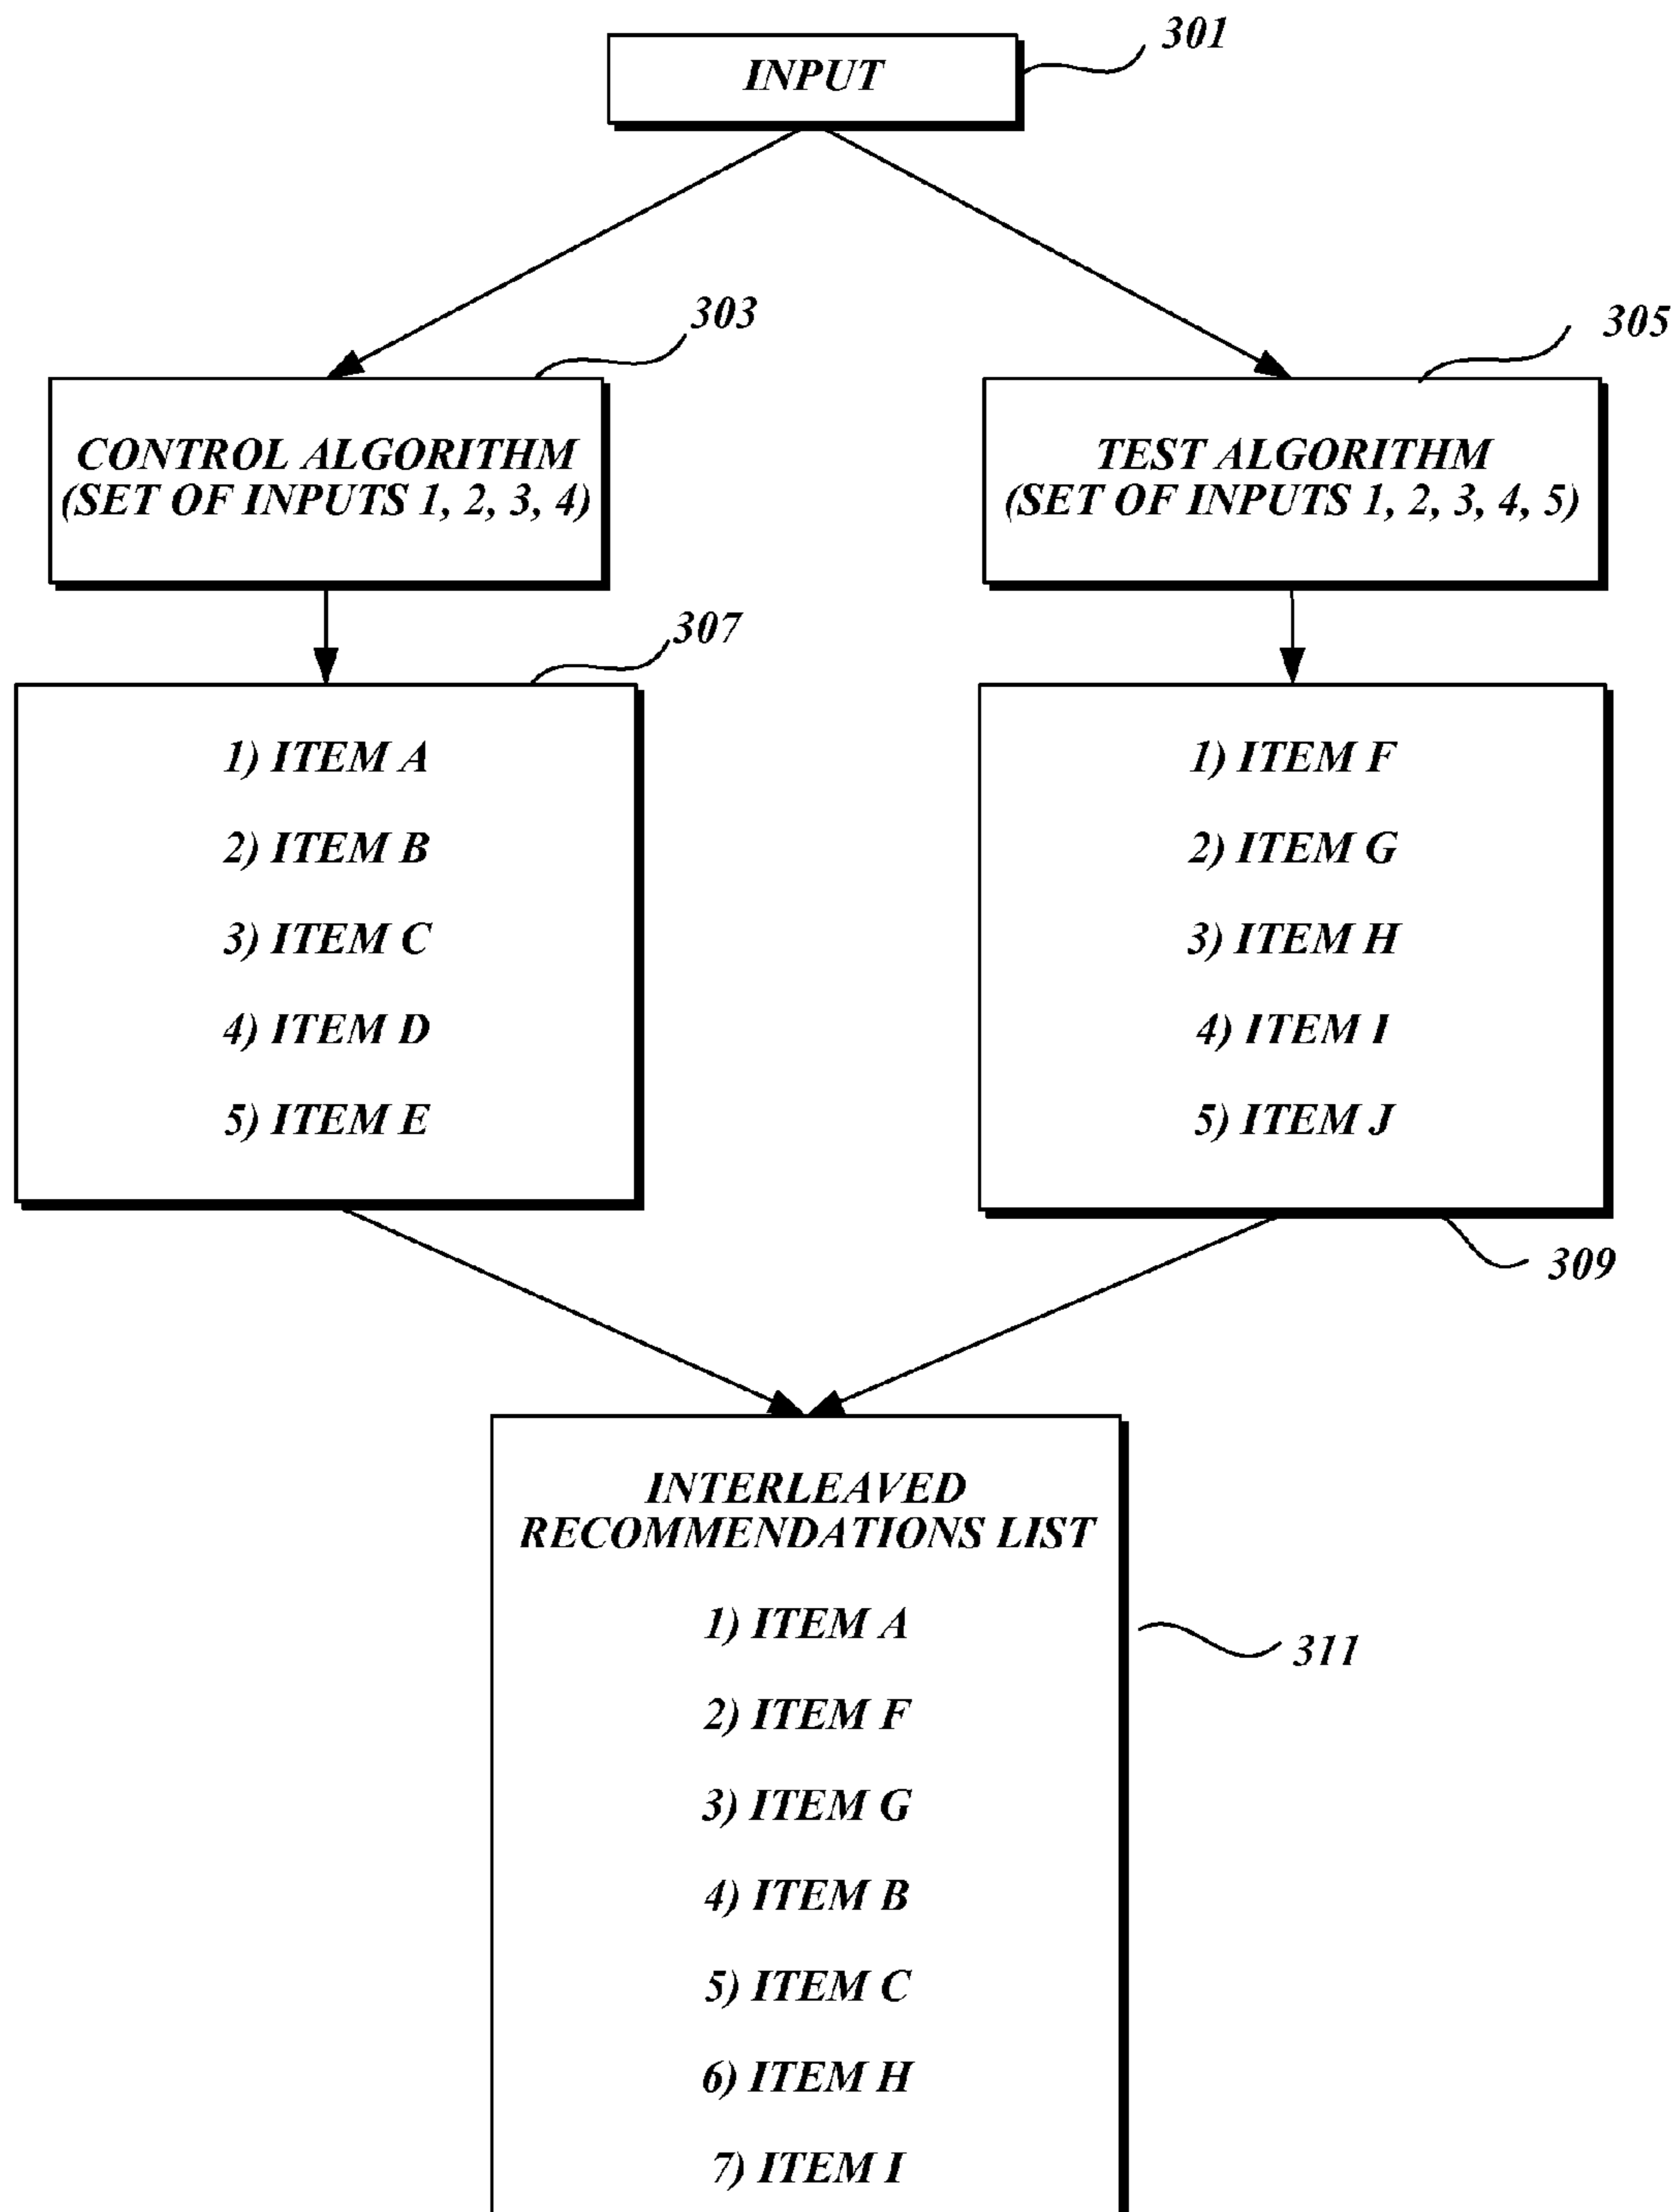 301
INPUT
303
305
CONTROL ALGORITHM
(SET OF INPUTS 1, 2, 3, 4)
TEST ALGORITHM
(SET OF INPUTS 1, 2, 3, 4, 5)
307
1) ITEM A
2) ITEM B
3) ITEM C
4) ITEM D
5) ITEM E
1) ITEM F
2) ITEM G
3) ITEM H
4) ITEM I
5) ITEM J
309
INTERLEAVED
RECOMMENDATIONS LIST
1) ITEM A
2) ITEM F
3) ITEM G
4) ITEM B
5) ITEM C
6) ITEM H
7) ITEM I
311